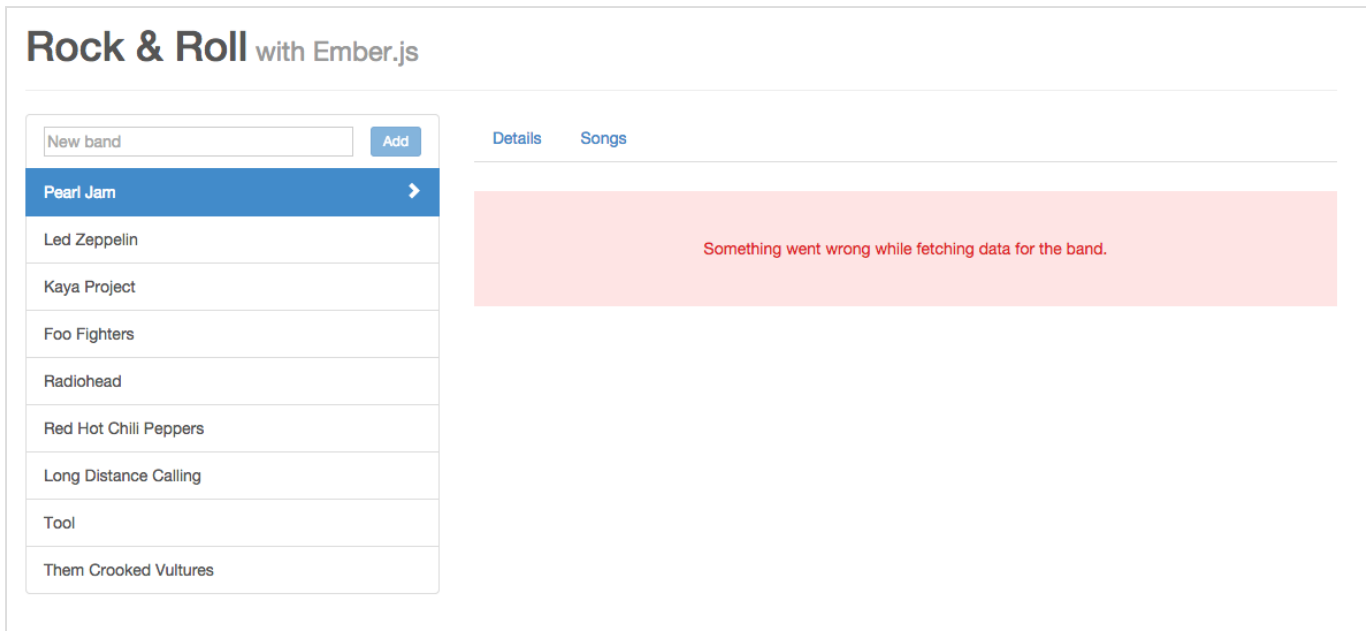 Rock & Roll with Ember.js
New band
Add
Pearl Jam
Led Zeppelin
Kaya Project
Foo Fighters
Radiohead
Red Hot Chili Peppers
Long Distance Calling
Tool
Them Crooked Vultures
Details
Songs
Something went wrong while fetching data for the band.